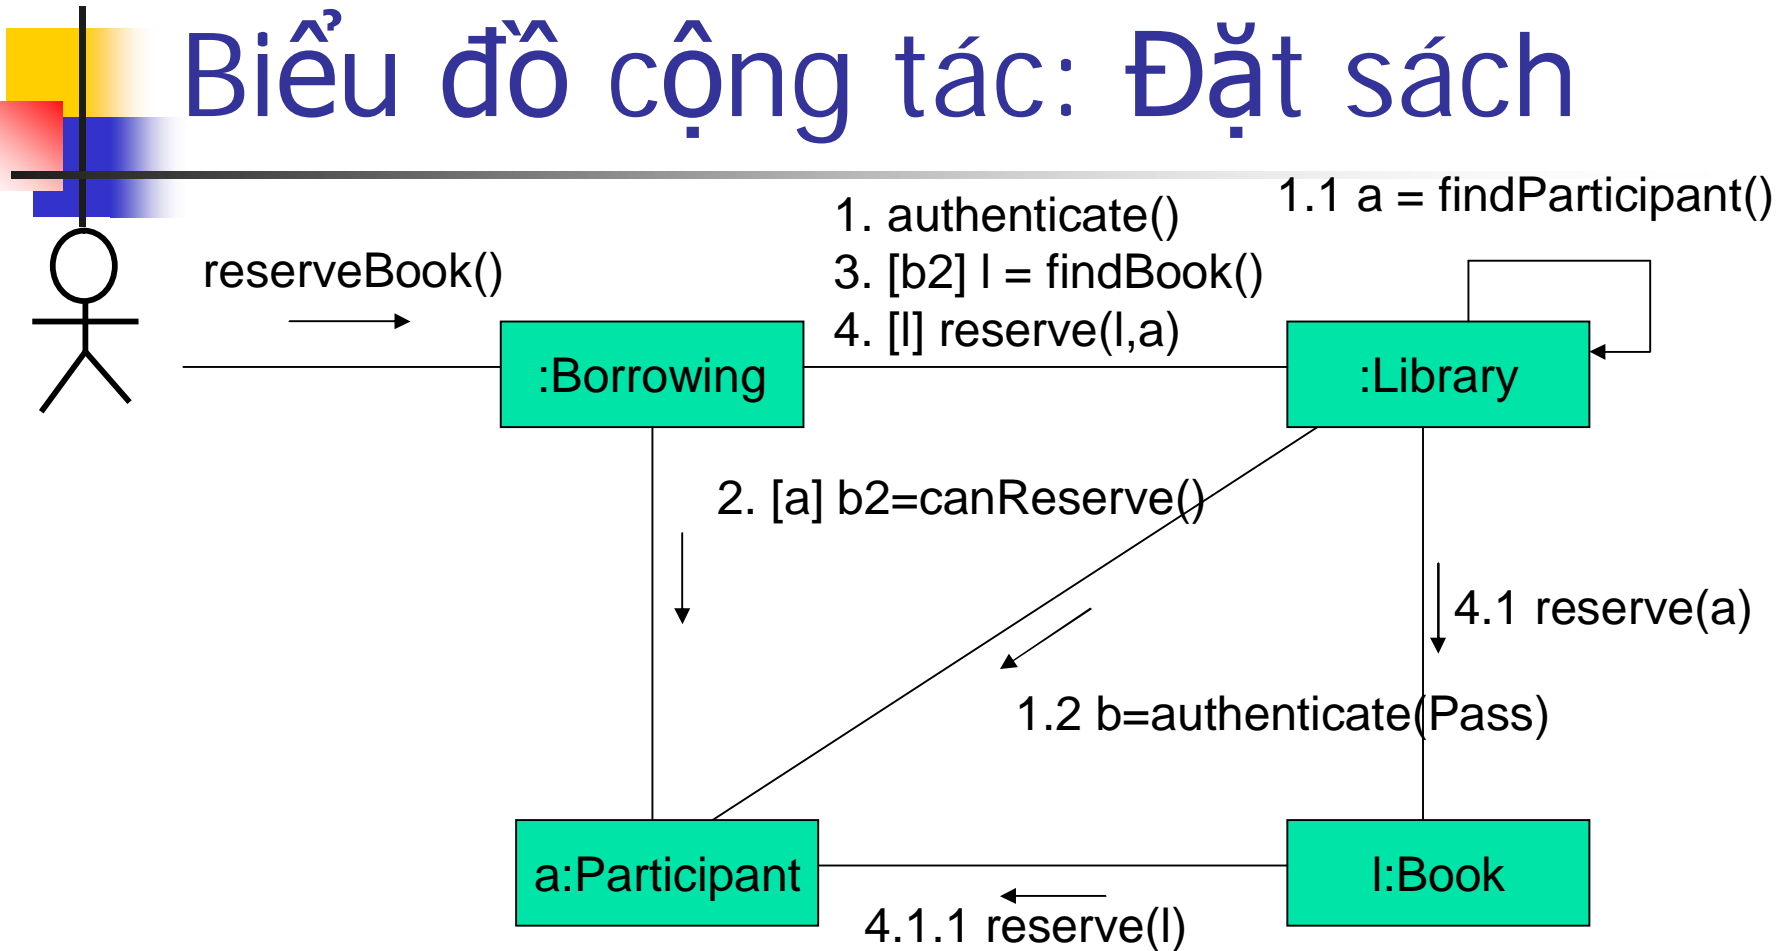 Biểu đồ cộng tác: Đặt sách
1.1 a = findParticipant()
1. authenticate()
reserveBook()
3. [b2] l = findBook()
4. [l] reserve(l,a)
:Borrowing
:Library
2. [a] b2=canReserve()
4.1 reserve(a)
1.2 b=authenticate(Pass)
a:Participant
l:Book
4.1.1 reserve(l)